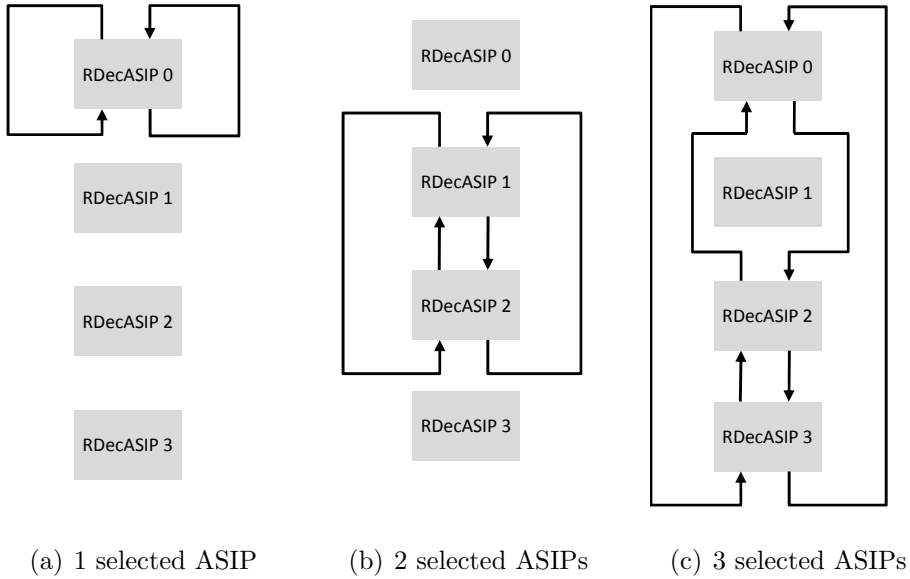 RDecASIP 0
RDecASIP 1
RDecASIP 2
RDecASIP 3
(a) 1 selected ASIP
RDecASIP 0
RDecASIP 1
RDecASIP 2
RDecASIP 3
(b) 2 selected ASIPs
RDecASIP 0
RDecASIP 1
RDecASIP 2
RDecASIP 3
(c) 3 selected ASIPs